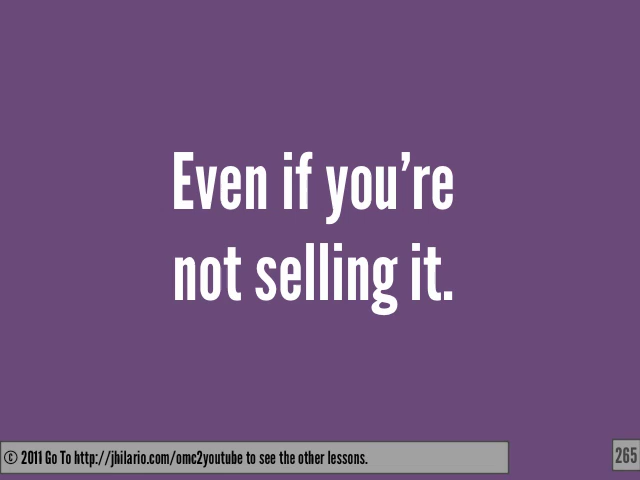 Even if you’re
not selling it.
© 2011 Go To http://jhilario.com/omc2youtube to see the other lessons.
265